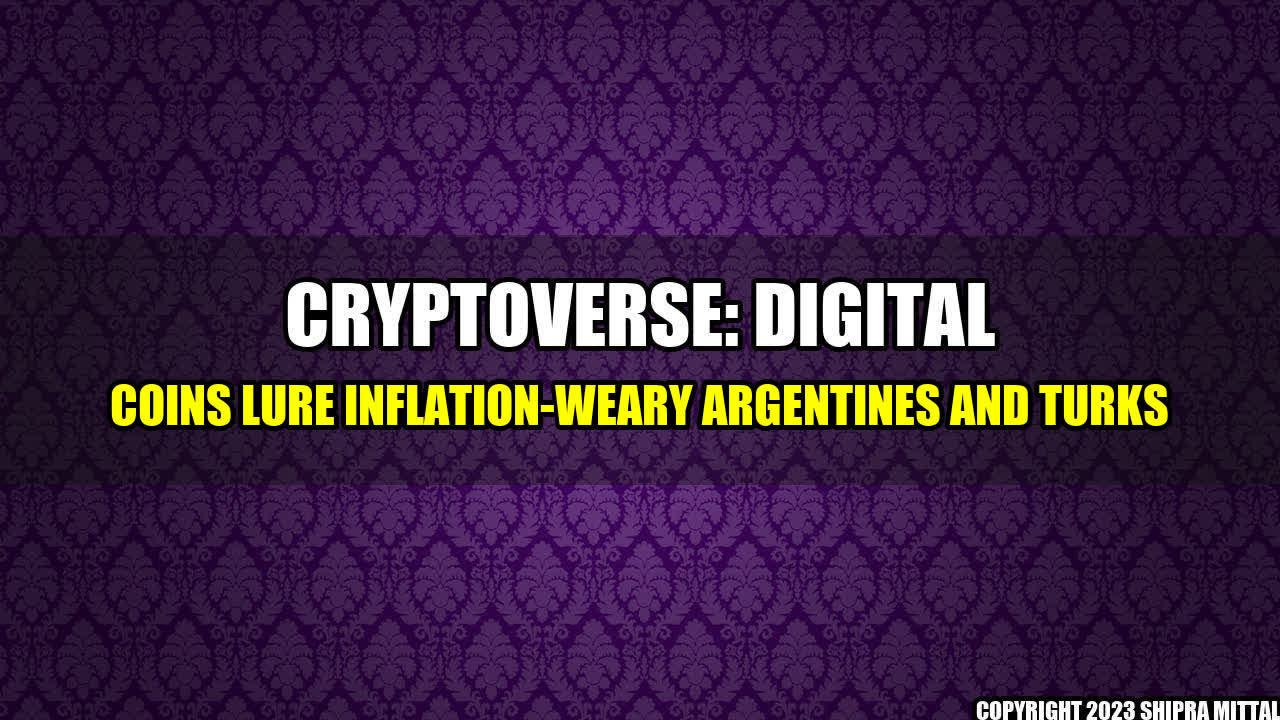 CRYPTOVERSE: DIGITAL
COINS LURE INFLATION-WEARY ARGENTINES AND TURKS
COPYRIGHT 2023 SHIPRA MITTAL